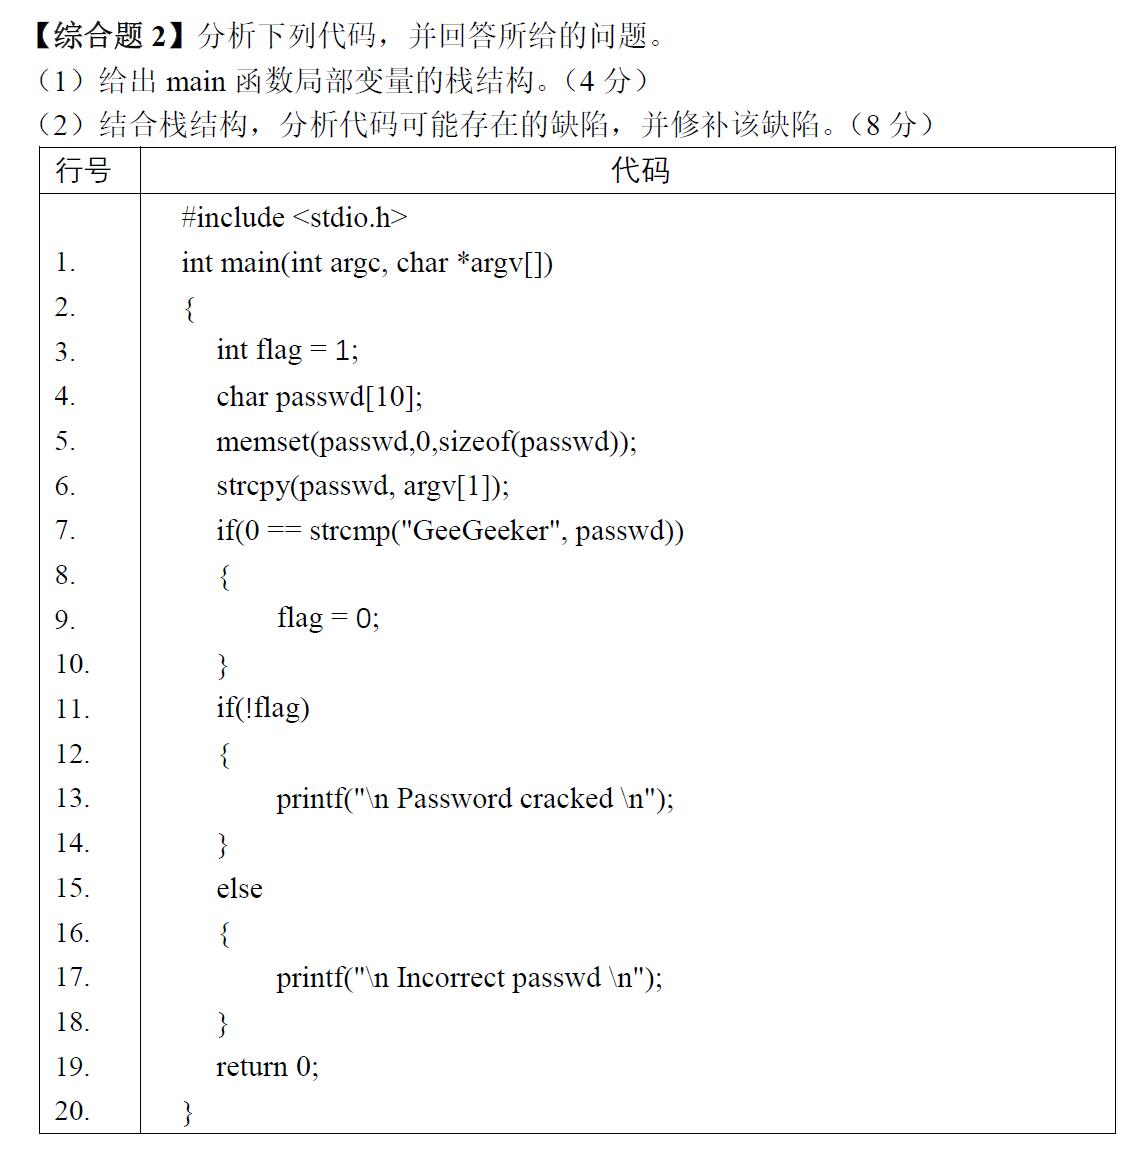 【综合题 2】分析下列代码，并回答所给的问题。
（1）给出 main 函数局部变量的栈结构。（4 分）
（2）结合栈结构，分析代码可能存在的缺陷，并修补该缺陷。（8 分）
行号 代码
#include <stdio.h>
1. int main(int argc, char *argv[])
2. {
3. int flag = 1;
4. char passwd[10];
5. memset(passwd,0,sizeof(passwd));
6. strcpy(passwd, argv[1]);
7. if(0 == strcmp("GeeGeeker", passwd))
8. {
9. flag = 0;
10. }
11. if(!flag)
12. {
13. printf("\n Password cracked \n");
14. }
15. else
16. {
17. printf("\n Incorrect passwd \n");
18. }
19. return 0;
20. }